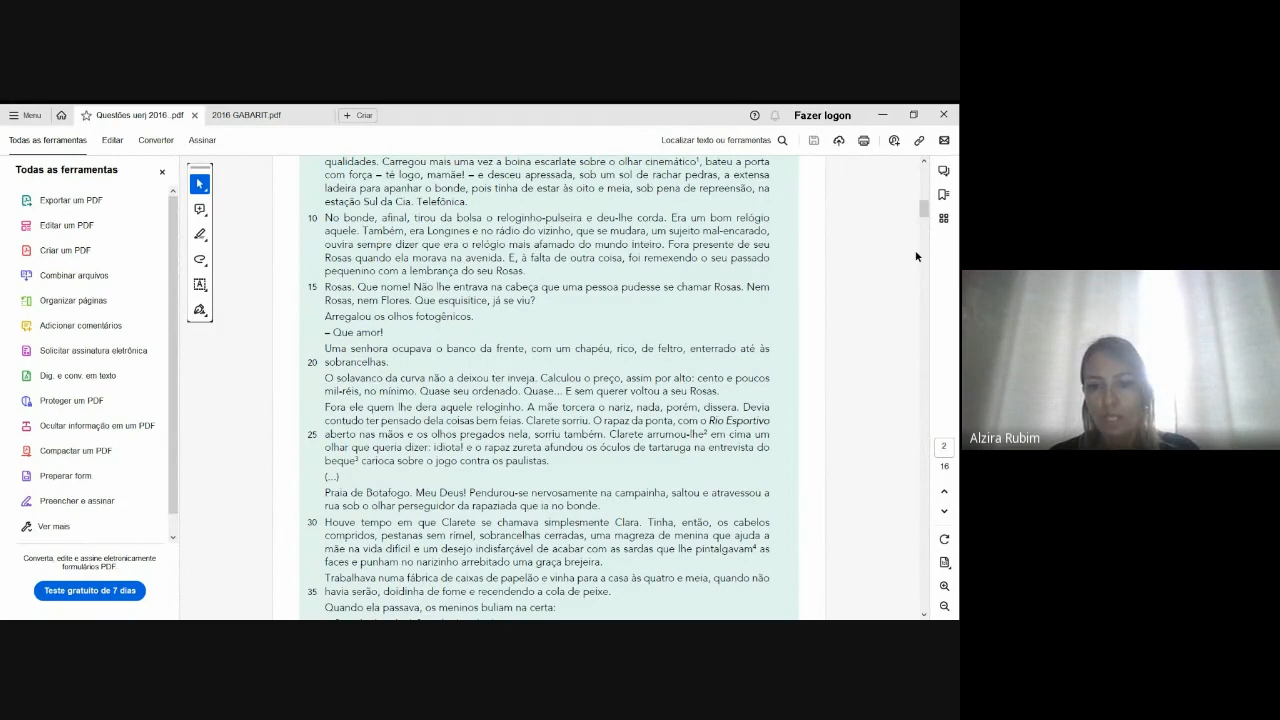 Menu
Questões uerj 2016..pdf
2016 GABARIT.pdf
Criar
Fazer logon
Todas as ferramentas
Editar
Converter
Assinar
Localizar texto ou ferramentas
Todas as ferramentas
Exportar um PDF
Editar um PDF
Criar um PDF
Combinar arquivos
Organizar páginas
Adicionar comentários
Solicitar assinatura eletrônica
Dig. e conv. em texto
Proteger um PDF
Ocultar informação em um PDF
Compactar um PDF
Preparar form.
Preencher e assinar
Ver mais
Converta, edite e assine eletronicamente
formulários PDF
Teste gratuito de 7 dias
qualidades. Carregou mais uma vez a boina escarlate sobre o olhar cinemático¹, bateu a porta
com força – té logo, mamãe! – e desceu apressada, sob um sol de rachar pedras, a extensa
ladeira para apanhar o bonde, pois tinha de estar às oito e meia, sob pena de repreensão, na
estação Sul da Cia. Telefônica.
10 No bonde, afinal, tirou da bolsa o reloginho-pulseira e deu-lhe corda. Era um bom relógio
aquele. Também, era Longines e no rádio do vizinho, que se mudara, um sujeito mal-encarado,
ouvira sempre dizer que era o relógio mais afamado do mundo inteiro. Fora presente de seu
Rosas quando ela morava na avenida. E, à falta de outra coisa, foi remexendo o seu passado
pequenino com a lembrança do seu Rosas.
15 Rosas. Que nome! Não lhe entrava na cabeça que uma pessoa pudesse se chamar Rosas. Nem
Rosas, nem Flores. Que esquisitice, já se viu?
Arregalou os olhos fotogênicos.
– Que amor!
Uma senhora ocupava o banco da frente, com um chapéu, rico, de feltro, enterrado até às
20 sobrancelhas.
O solavanco da curva não a deixou ter inveja. Calculou o preço, assim por alto: cento e poucos
mil-réis, no mínimo. Quase seu ordenado. Quase... E sem querer voltou a seu Rosas.
Fora ele quem lhe dera aquele reloginho. A mãe torcera o nariz, nada, porém, dissera. Devia
contudo ter pensado dela coisas bem feias. Clarete sorriu. O rapaz da ponta, com o Rio Esportivo
25 aberto nas mãos e os olhos pregados nela, sorriu também. Clarete arrumou-lhe² em cima um
olhar que queria dizer: idiota! e o rapaz zureta afundou os óculos de tartaruga na entrevista do
beque³ carioca sobre o jogo contra os paulistas.
(...)
Praia de Botafogo. Meu Deus! Pendurou-se nervosamente na campainha, saltou e atravessou a
rua sob o olhar perseguidor da rapaziada que ia no bonde.
30 Houve tempo em que Clarete se chamava simplesmente Clara. Tinha, então, os cabelos
compridos, pestanas sem rímel, sobrancelhas cerradas, uma magreza de menina que ajuda a
mãe na vida difícil e um desejo indisfarçável de acabar com as sardas que lhe pintalgavam⁴ as
faces e punham no narizinho arrebitado uma graça brejeira.
Trabalhava numa fábrica de caixas de papelão e vinha para a casa às quatro e meia, quando não
35 havia serão, doidinha de fome e recendendo a cola de peixe.
Quando ela passava, os meninos buliam na certa:
2
16
Alzira Rubim